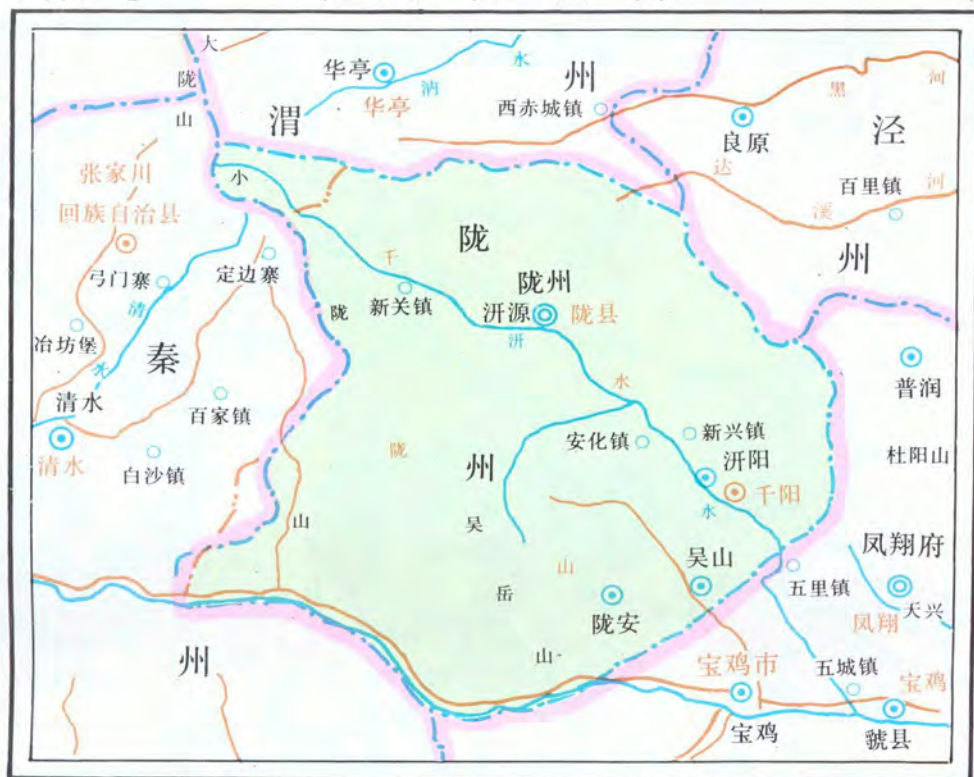 大
陇
山
华亭
华亭
汭
水
渭
州
西赤城镇
黑
河
良原
泾
达
溪
河
百里镇
州
张家川
回族自治县
小
陇
山
弓门寨
定边寨
清
水
冶坊堡
秦
清水
清水
百家镇
白沙镇
州
陇
州
千
新关镇
陇州
汧源
陇县
汧
水
安化镇
新兴镇
汧阳
千阳
水
陇
山
吴
岳
山
吴山
陇安
普润
杜阳山
凤翔府
五里镇
天兴
凤翔
五城镇
宝鸡市
宝鸡
宝鸡
虢县